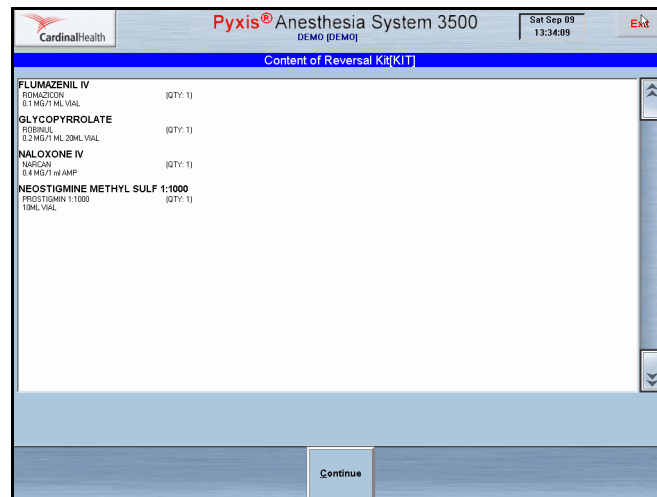 CardinalHealth
Pyxis® Anesthesia System 3500
DEMO [DEMO]
Sat Sep 09
13:34:09
Exit
Content of Reversal Kit[KIT]
FLUMAZENIL IV
ROMAZICON (QTY: 1)
0.1 MG/1 ML VIAL
GLYCOPYRROLATE
ROBINUL (QTY: 1)
0.2 MG/1 ML 20ML VIAL
NALOXONE IV
NARCAN (QTY: 1)
0.4 MG/1 ml AMP
NEOSTIGMINE METHYL SULF 1:1000
PROSTIGMIN 1:1000 (QTY: 1)
10ML VIAL
Continue